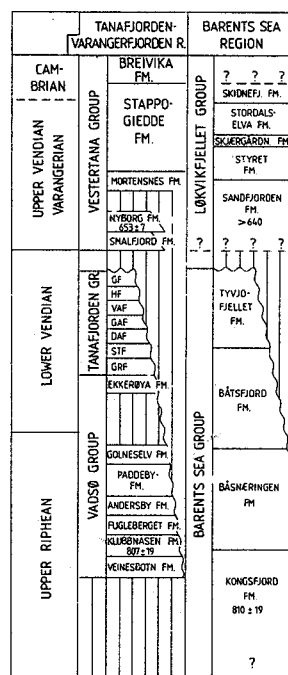 TANAFJORDEN-
VARANGERFJORDEN R.
BARENTS SEA
REGION
CAM-
BRIAN
UPPER VENDIAN
VARANGERIAN
LOWER VENDIAN
UPPER RIPHEAN
VESTERTANA GROUP
TANAFJORDEN GR.
VADSØ GROUP
BREIVIKA
FM.
STAPPO-
GIEDDE
FM.
MORTENSNES FM.
NYBORG FM.
653±7
SMALFJORD FM.
GF
HF
VAF
GAF
DAF
STF
GRF
EKKERØYA FM.
GOLNESELV FM.
PADDEBY-
FM.
ANDERSBY FM.
FUGLEBERGET FM.
KLUBBNASEN FM
807±19
VEINESBOTN FM.
LØKVIKFJELLET GROUP
BARENTS SEA GROUP
? ? ?
SKIDNEFJ. FM.
STORDALS-
ELVA FM.
SKJÆRGÅRDN. FM.
STYRET
FM.
SANDFJORDEN
FM.
>640
? ? ?
TYVJO-
FJELLET
FM.
BÅTSFJORD
FM.
BÅSNÆRINGEN
FM
KONGSFJORD
FM.
810 ±19
?